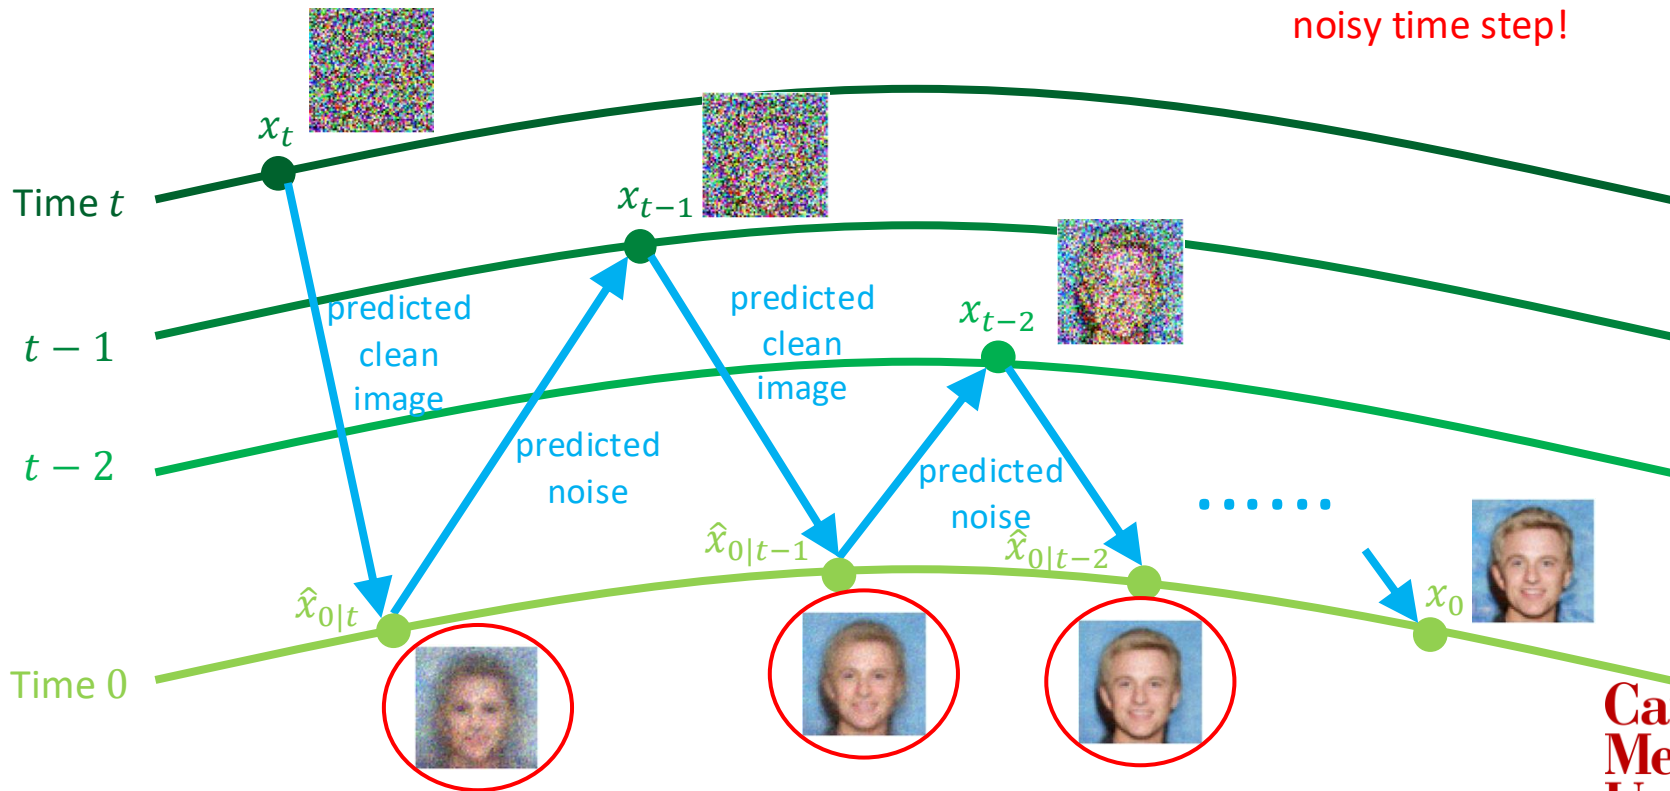 noisy time step!
x_t
Time t
x_{t−1}
predicted
clean
image
predicted
clean
image
x_{t−2}
t − 1
predicted
noise
t − 2
predicted
noise
......
x̂_{0|t−1}
x̂_{0|t−2}
x̂_{0|t}
x_0
Time 0
Ca
Me